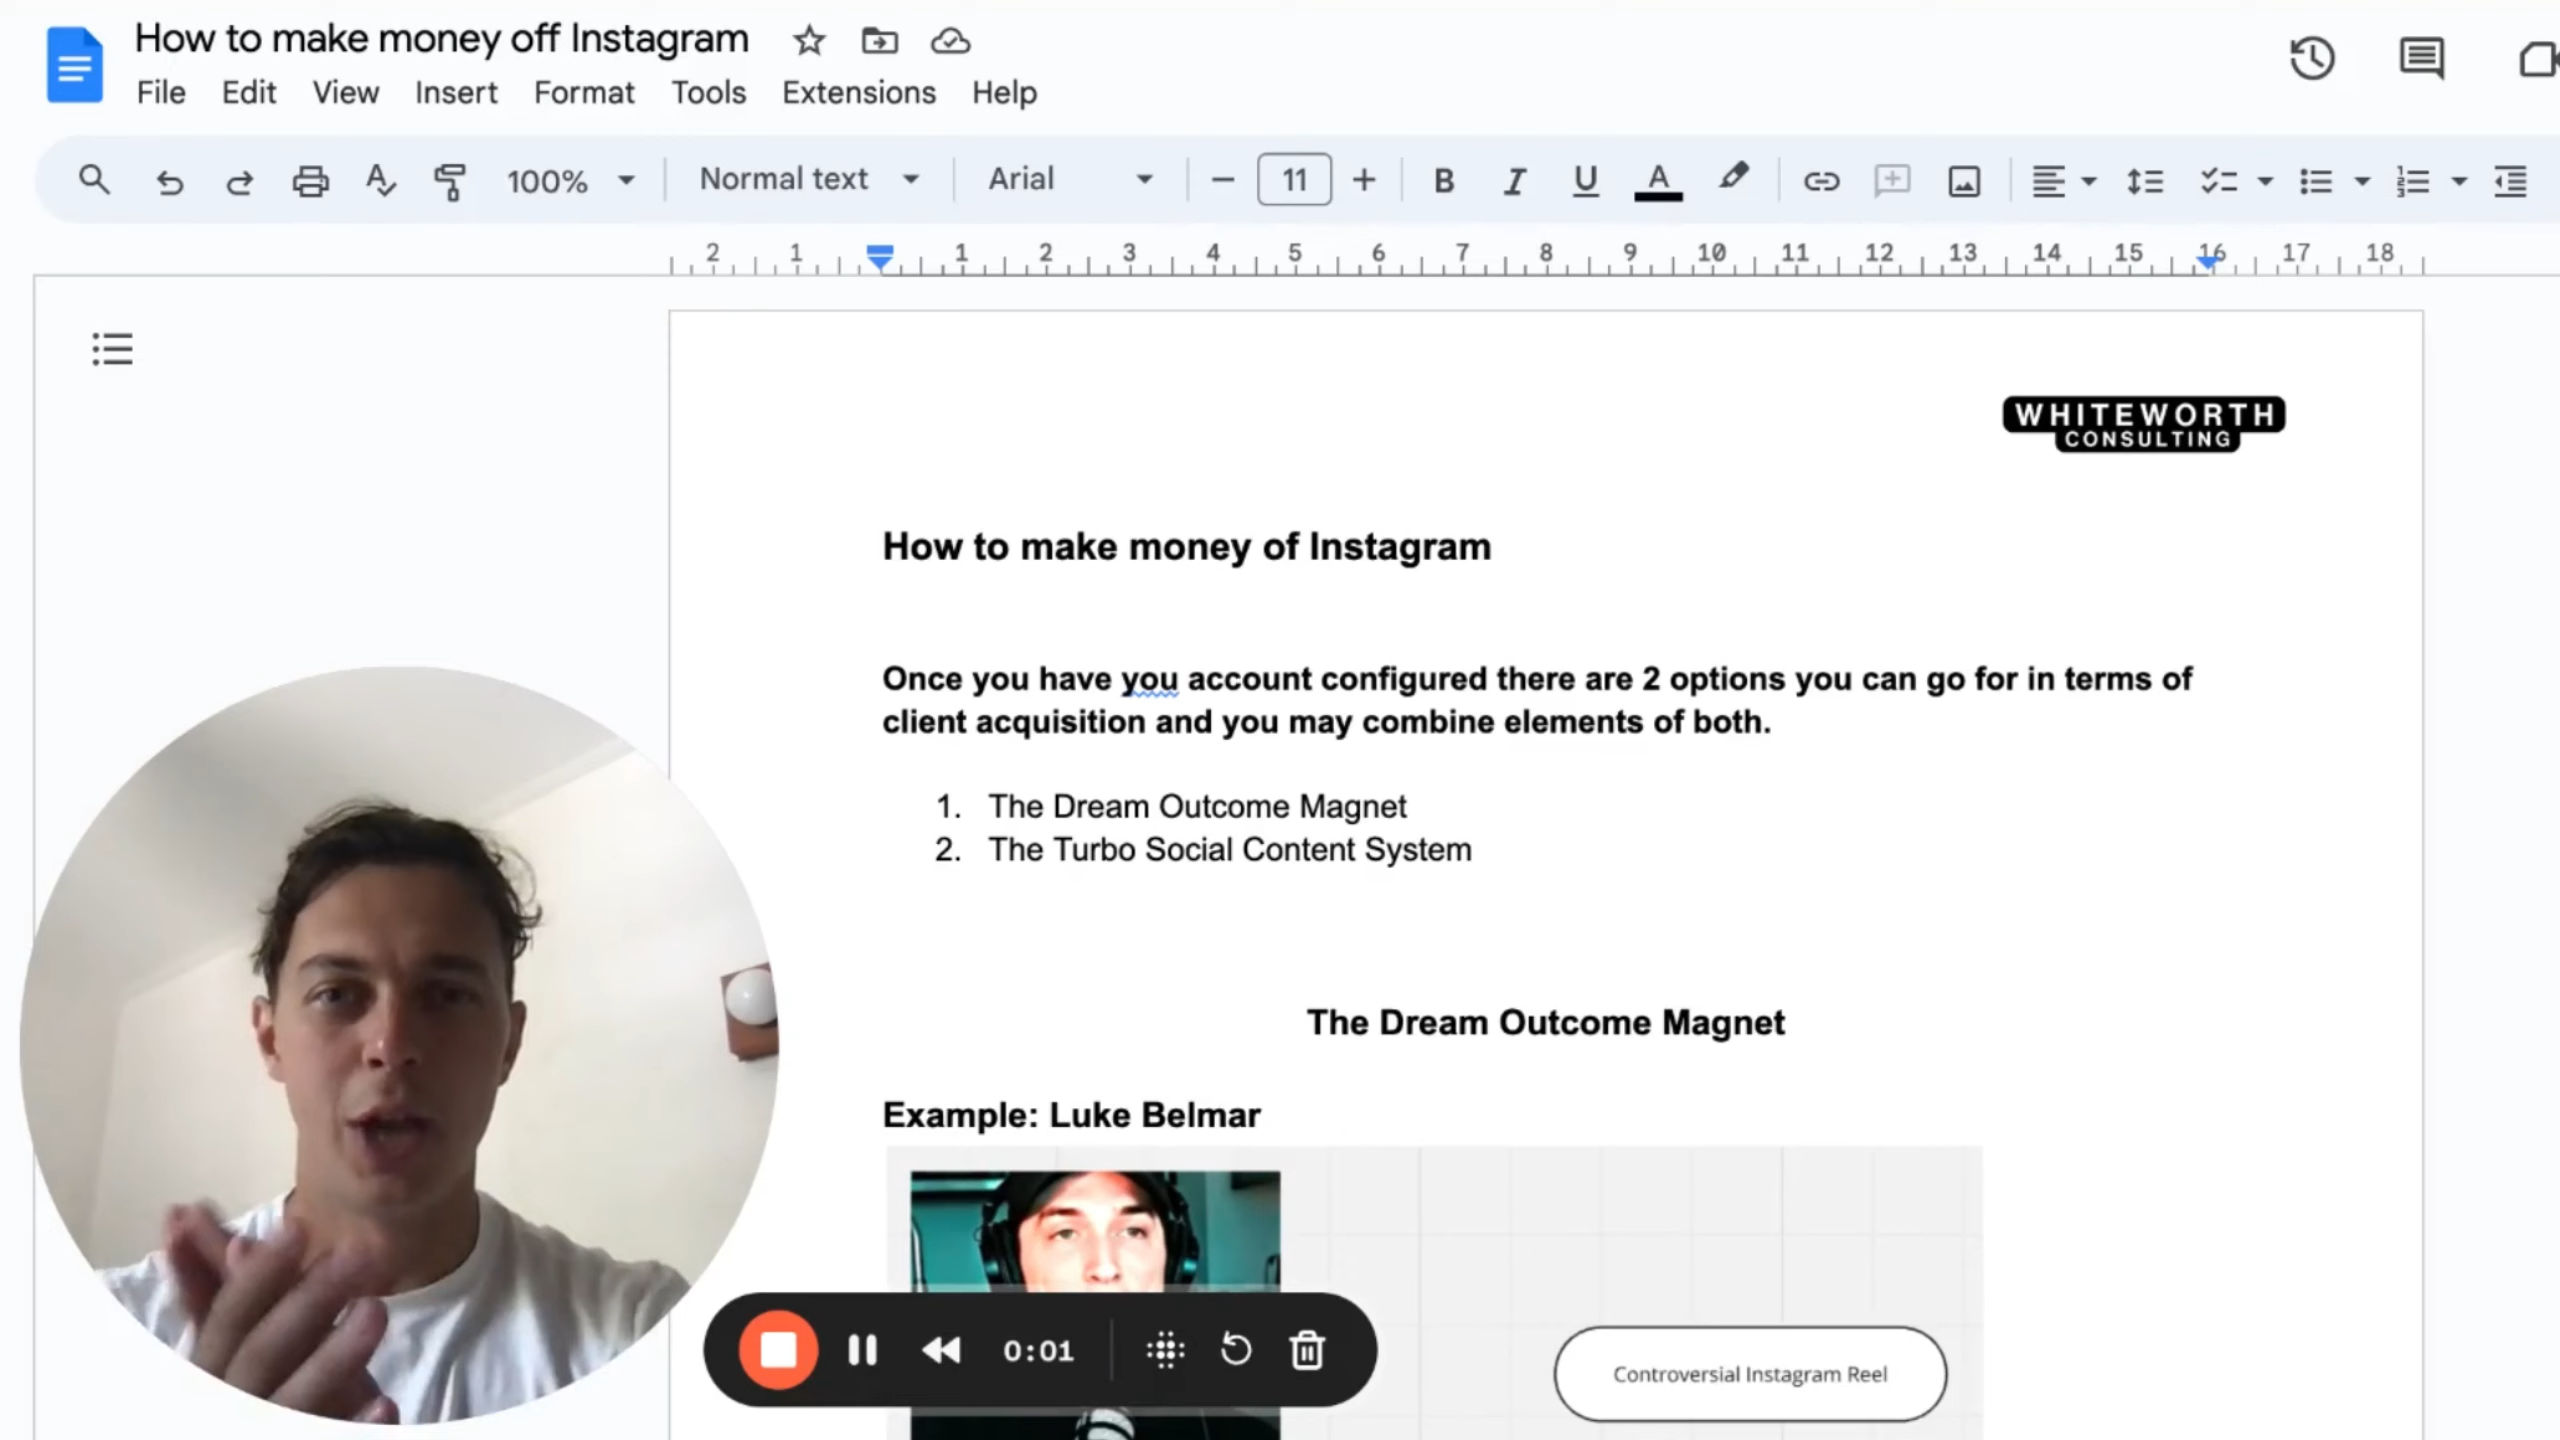 How to make money off Instagram
File Edit View Insert Format Tools Extensions Help
100% Normal text Arial 11 B I U A
2 1 1 2 3 4 5 6 7 8 9 10 11 12 13 14 15 16 17 18
WHITEWORTH
CONSULTING
How to make money of Instagram
Once you have you account configured there are 2 options you can go for in terms of
client acquisition and you may combine elements of both.
1. The Dream Outcome Magnet
2. The Turbo Social Content System
The Dream Outcome Magnet
Example: Luke Belmar
0:01
Controversial Instagram Reel